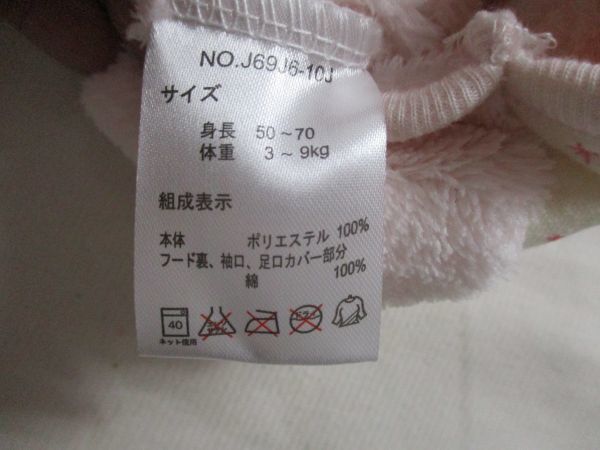 NO.J69J6-10J
サイズ
身長 50～70
体重 3～9kg
組成表示
本体 ポリエステル 100%
フード裏、袖口、足口カバー部分
綿 100%
40
ネット使用